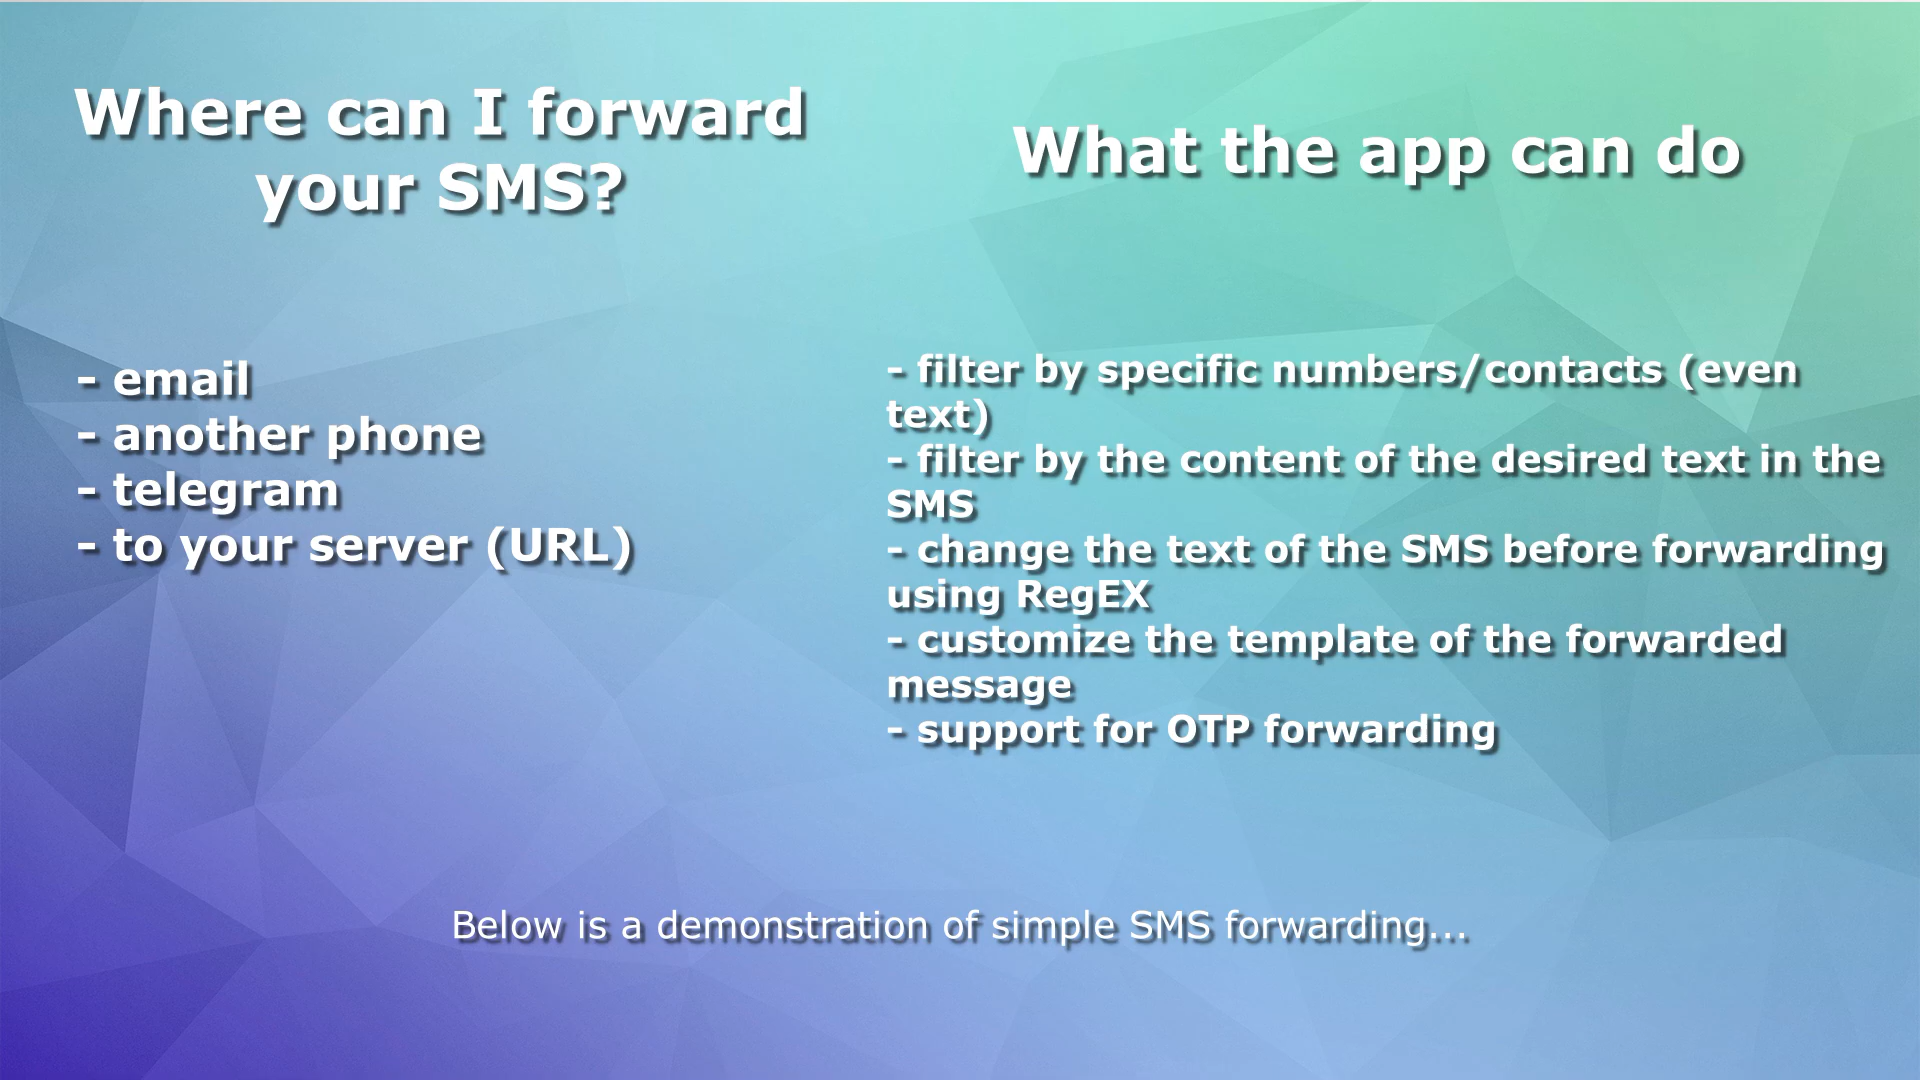 Where can I forward
your SMS?
- email
- another phone
- telegram
- to your server (URL)
What the app can do
- filter by specific numbers/contacts (even
text)
- filter by the content of the desired text in the
SMS
- change the text of the SMS before forwarding
using RegEX
- customize the template of the forwarded
message
- support for OTP forwarding
Below is a demonstration of simple SMS forwarding...